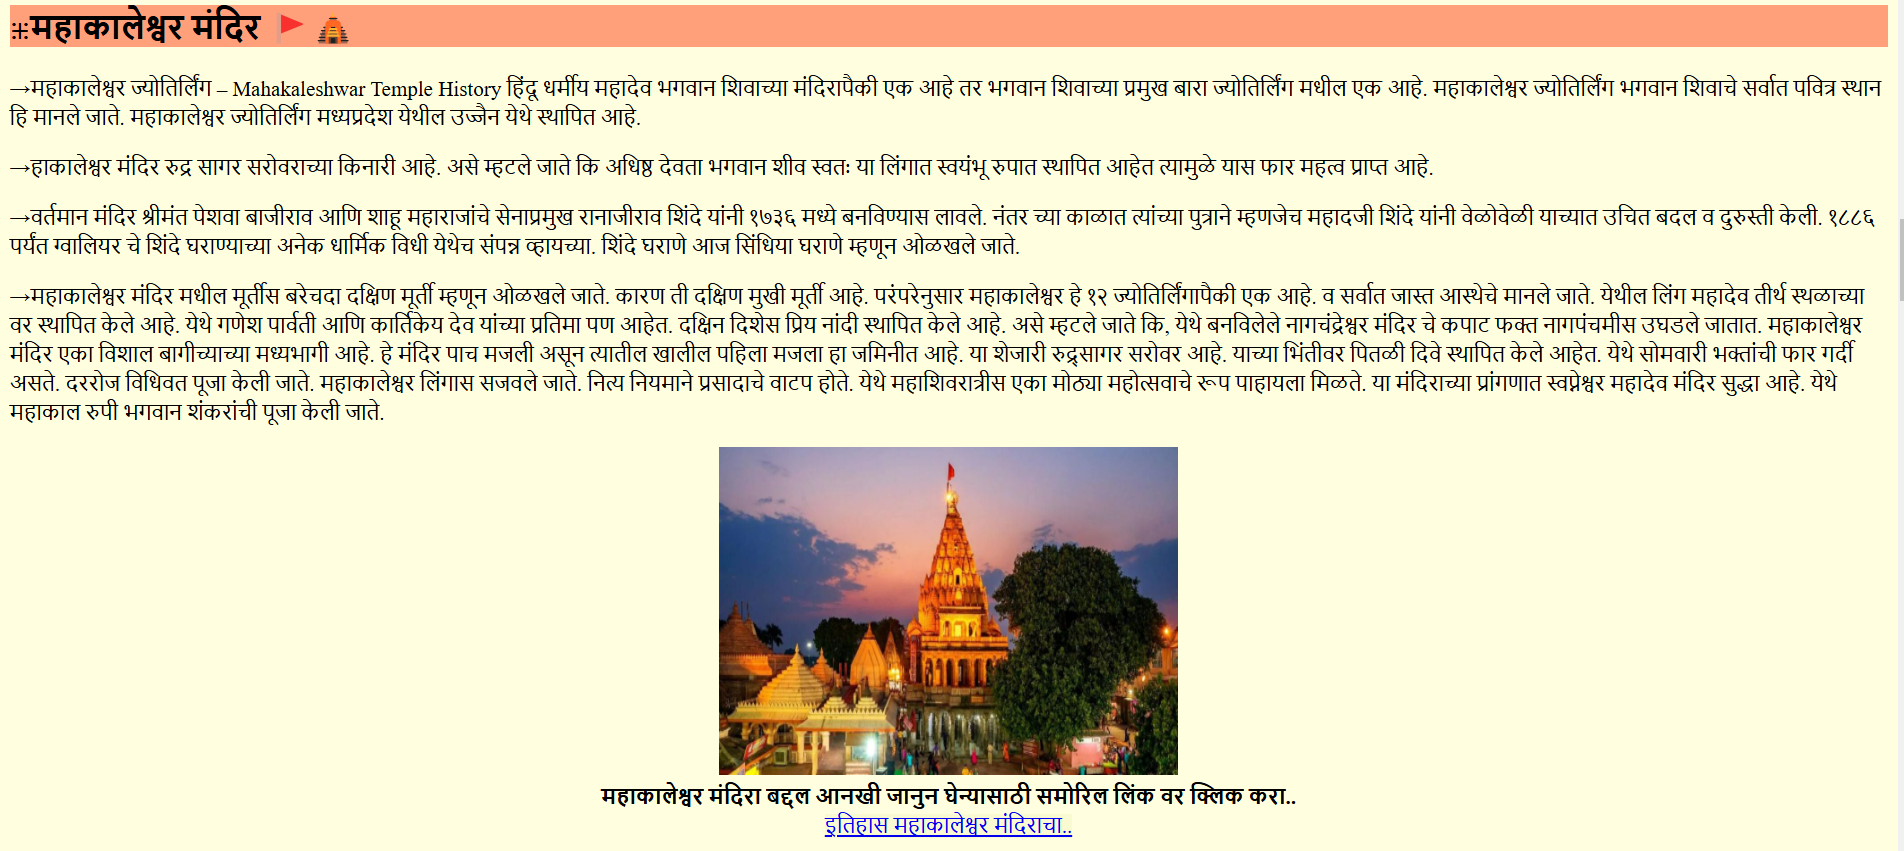 ⁜महाकालेश्वर मंदिर 🚩 🛕
→महाकालेश्वर ज्योतिर्लिंग – Mahakaleshwar Temple History हिंदू धर्मीय महादेव भगवान शिवाच्या मंदिरापैकी एक आहे तर भगवान शिवाच्या प्रमुख बारा ज्योतिर्लिंग मधील एक आहे. महाकालेश्वर ज्योतिर्लिंग भगवान शिवाचे सर्वात पवित्र स्थान
हि मानले जाते. महाकालेश्वर ज्योतिर्लिंग मध्यप्रदेश येथील उज्जैन येथे स्थापित आहे.
→हाकालेश्वर मंदिर रुद्र सागर सरोवराच्या किनारी आहे. असे म्हटले जाते कि अधिष्ठ देवता भगवान शीव स्वतः या लिंगात स्वयंभू रुपात स्थापित आहेत त्यामुळे यास फार महत्व प्राप्त आहे.
→वर्तमान मंदिर श्रीमंत पेशवा बाजीराव आणि शाहू महाराजांचे सेनाप्रमुख रानाजीराव शिंदे यांनी १७३६ मध्ये बनविण्यास लावले. नंतर च्या काळात त्यांच्या पुत्राने म्हणजेच महादजी शिंदे यांनी वेळोवेळी याच्यात उचित बदल व दुरुस्ती केली. १८८६
पर्यंत ग्वालियर चे शिंदे घराण्याच्या अनेक धार्मिक विधी येथेच संपन्न व्हायच्या. शिंदे घराणे आज सिंधिया घराणे म्हणून ओळखले जाते.
→महाकालेश्वर मंदिर मधील मूर्तीस बरेचदा दक्षिण मूर्ती म्हणून ओळखले जाते. कारण ती दक्षिण मुखी मूर्ती आहे. परंपरेनुसार महाकालेश्वर हे १२ ज्योतिर्लिंगापैकी एक आहे. व सर्वात जास्त आस्थेचे मानले जाते. येथील लिंग महादेव तीर्थ स्थळाच्या
वर स्थापित केले आहे. येथे गणेश पार्वती आणि कार्तिकेय देव यांच्या प्रतिमा पण आहेत. दक्षिन दिशेस प्रिय नांदी स्थापित केले आहे. असे म्हटले जाते कि, येथे बनविलेले नागचंद्रेश्वर मंदिर चे कपाट फक्त नागपंचमीस उघडले जातात. महाकालेश्वर
मंदिर एका विशाल बागीच्याच्या मध्यभागी आहे. हे मंदिर पाच मजली असून त्यातील खालील पहिला मजला हा जमिनीत आहे. या शेजारी रुद्र्सागर सरोवर आहे. याच्या भिंतीवर पितळी दिवे स्थापित केले आहेत. येथे सोमवारी भक्तांची फार गर्दी
असते. दररोज विधिवत पूजा केली जाते. महाकालेश्वर लिंगास सजवले जाते. नित्य नियमाने प्रसादाचे वाटप होते. येथे महाशिवरात्रीस एका मोठ्या महोत्सवाचे रूप पाहायला मिळते. या मंदिराच्या प्रांगणात स्वप्नेश्वर महादेव मंदिर सुद्धा आहे. येथे
महाकाल रुपी भगवान शंकरांची पूजा केली जाते.
महाकालेश्वर मंदिरा बद्दल आनखी जानुन घेन्यासाठी समोरिल लिंक वर क्लिक करा..
इतिहास महाकालेश्वर मंदिराचा..